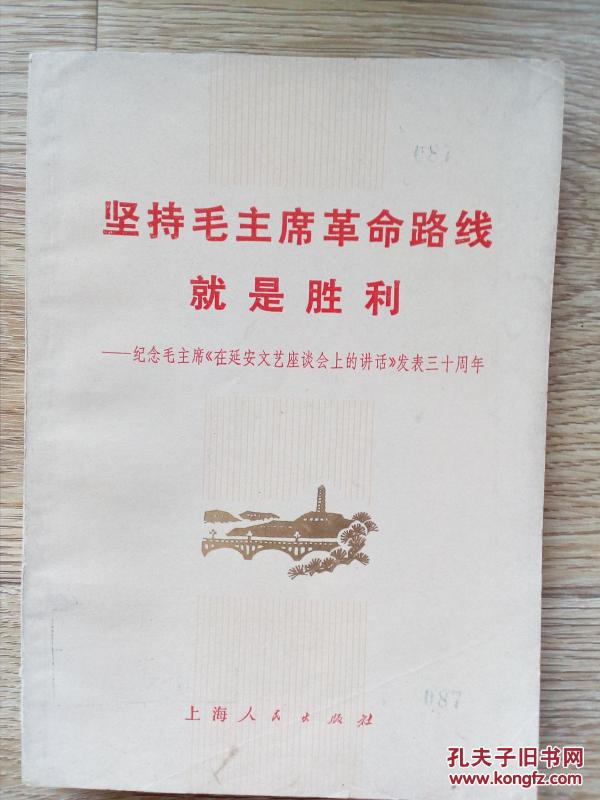 087
坚持毛主席革命路线
就是胜利
——纪念毛主席《在延安文艺座谈会上的讲话》发表三十周年
087
上海人民出版社
孔夫子旧书网
www.kongfz.com